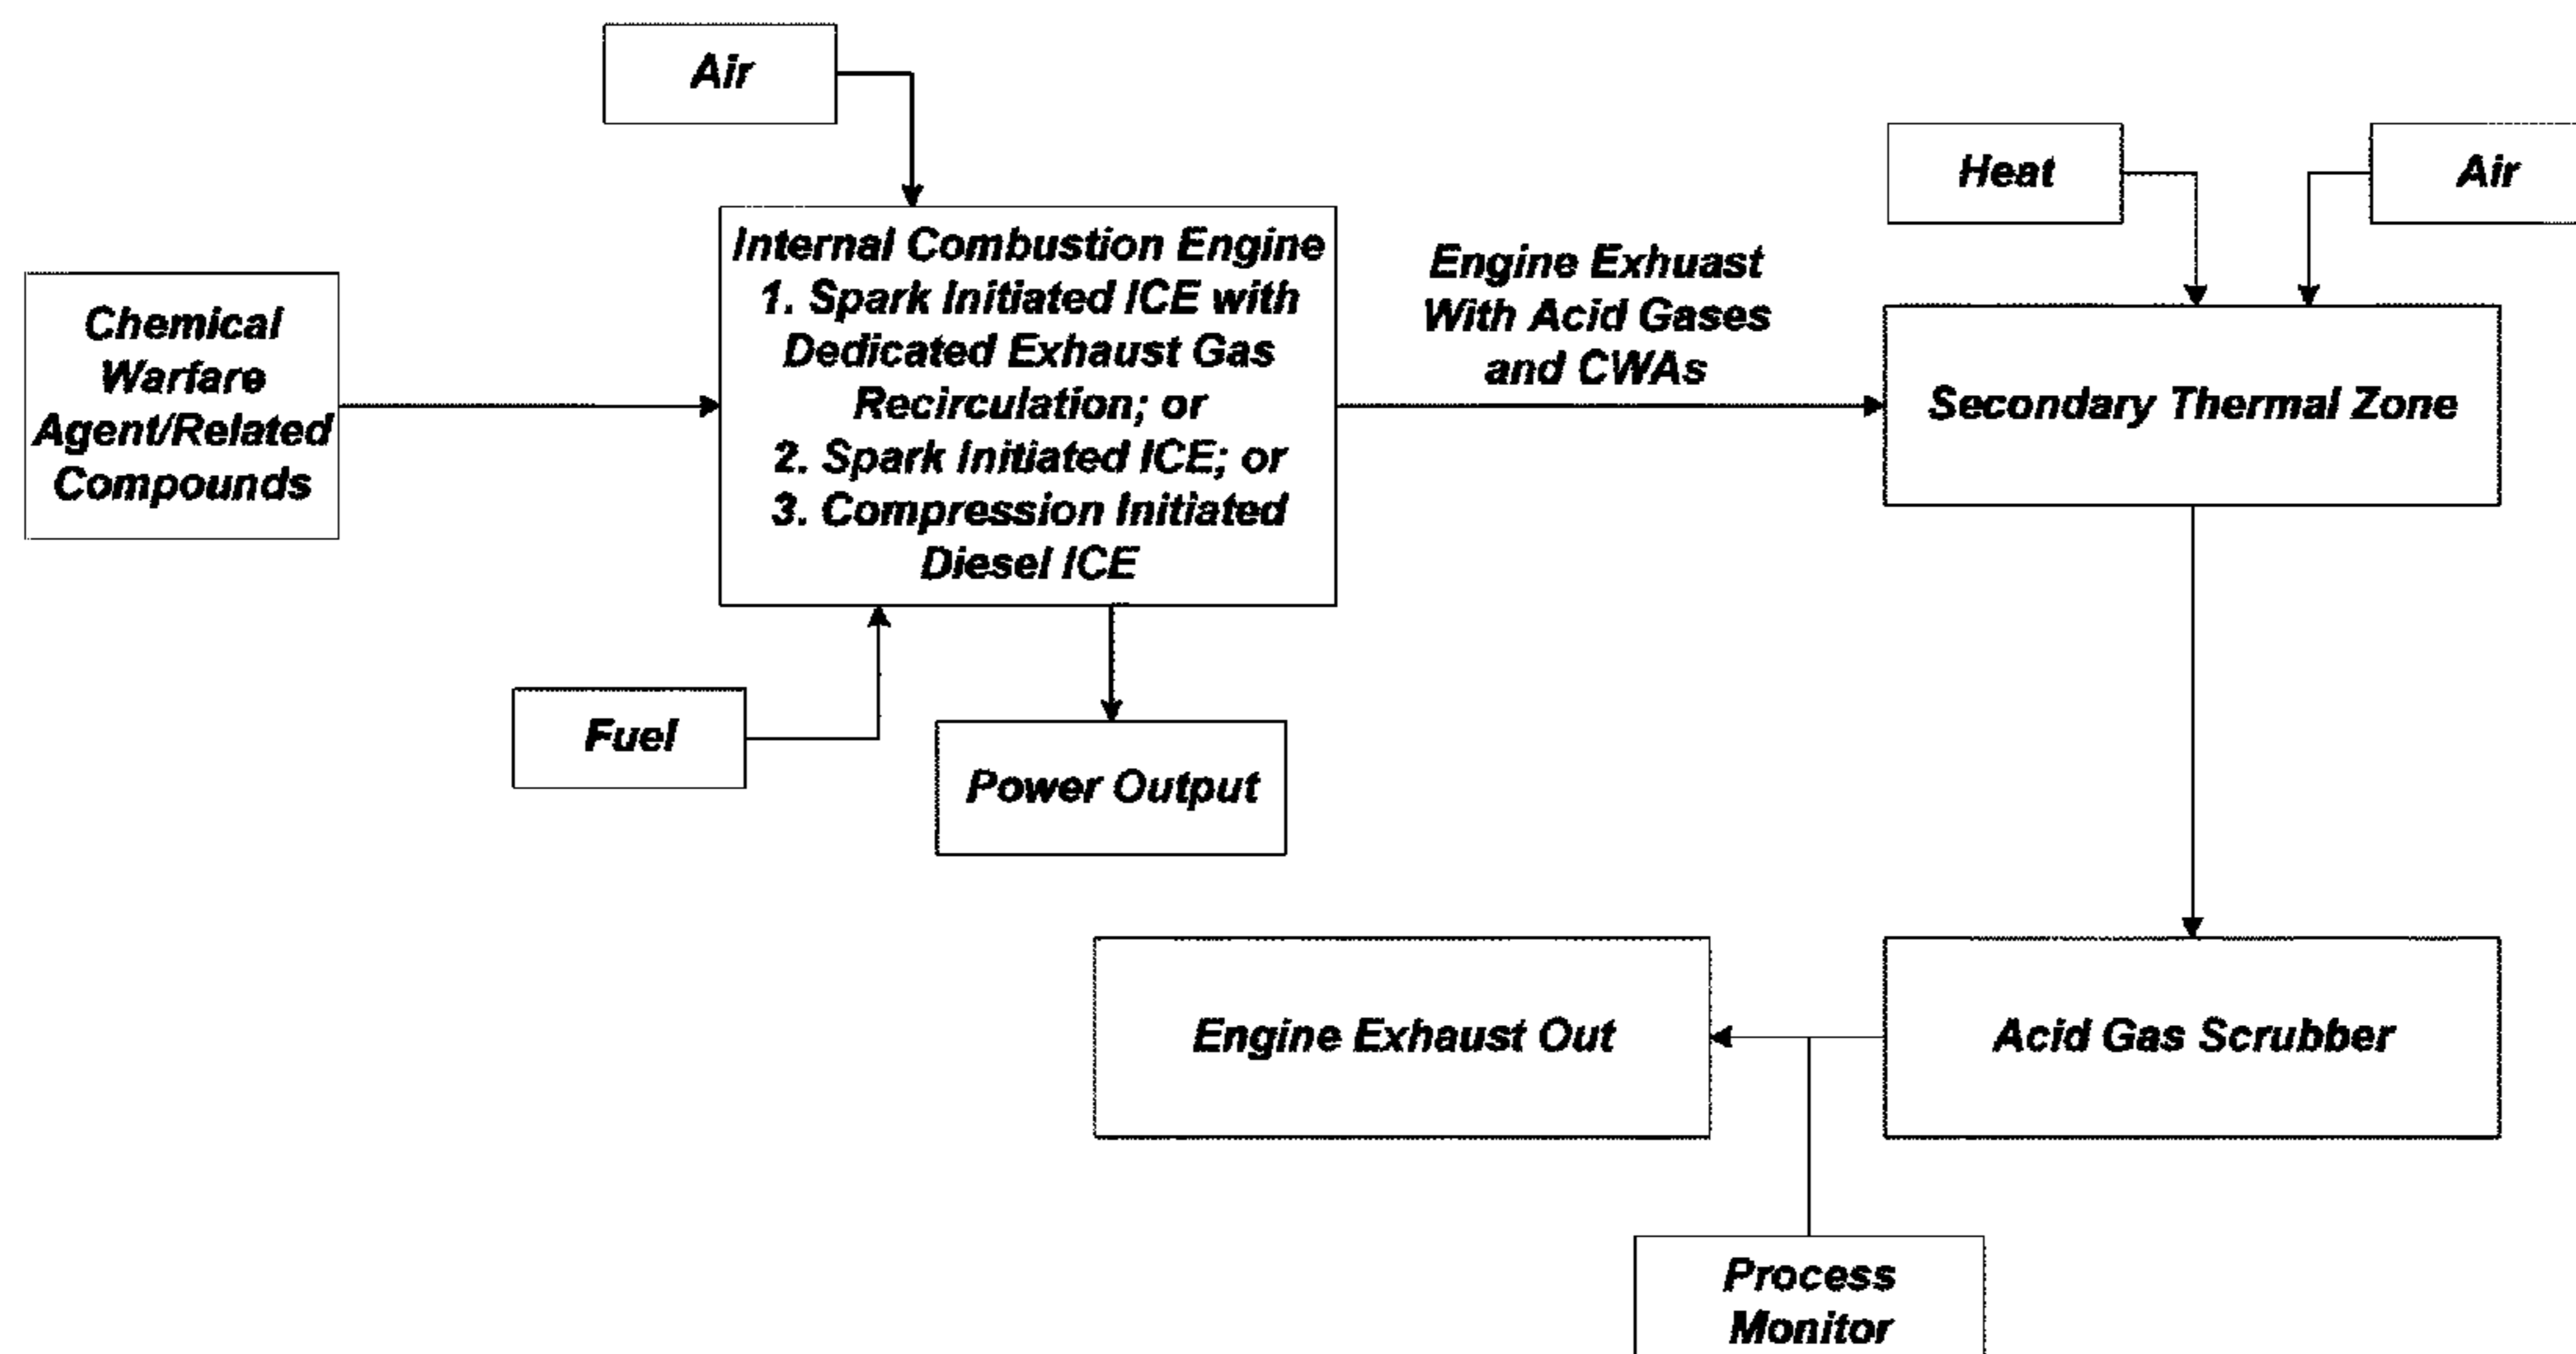 Air
Heat
Air
Chemical
Warfare
Agent/Related
Compounds
Internal Combustion Engine
1. Spark Initiated ICE with
Dedicated Exhaust Gas
Recirculation; or
2. Spark Initiated ICE; or
3. Compression Initiated
Diesel ICE
Engine Exhuast
With Acid Gases
and CWAs
Secondary Thermal Zone
Fuel
Power Output
Engine Exhaust Out
Acid Gas Scrubber
Process
Monitor